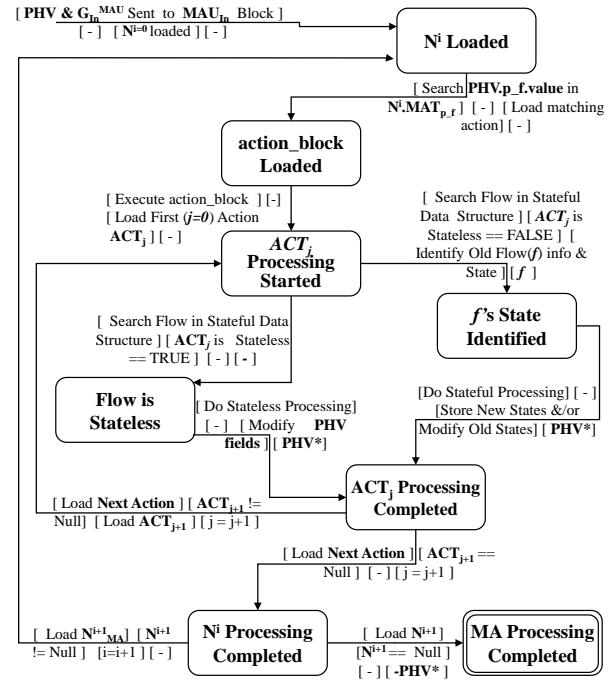 [ PHV & G_In^MAU Sent to MAU_In Block ]
[ - ] [ N^i=0 loaded ] [ - ]
N^i Loaded
[ Search PHV.p_f.value in
N^i.MAT_p_f ] [ - ] [ Load matching
action] [ - ]
action_block
Loaded
[ Execute action_block ] [-]
[ Load First (j=0) Action
ACT_j ] [ - ]
[ Search Flow in Stateful
Data Structure ] [ ACT_j is
Stateless == FALSE ] [
Identify Old Flow(f) info &
State ] [ f ]
ACT_j
Processing
Started
f's State
Identified
[ Search Flow in Stateful Data
Structure ] [ ACT_j is Stateless
== TRUE ] [ - ] [ - ]
Flow is
Stateless
[ Do Stateless Processing]
[ - ] [ Modify PHV
fields ] [ PHV*]
[Do Stateful Processing] [ - ]
[Store New States &/or
Modify Old States] [ PHV*]
ACT_j Processing
Completed
[ Load Next Action ] [ ACT_j+1 !=
Null] [ Load ACT_j+1 ] [ j = j+1 ]
[ Load Next Action ] [ ACT_j+1 ==
Null ] [ - ] [ j = j+1 ]
N^i Processing
Completed
[ Load N^i+1_MA] [ N^i+1
!= Null ] [i=i+1 ] [ - ]
[ Load N^i+1]
[N^i+1 == Null ]
[ - ] [ -PHV* ]
MA Processing
Completed